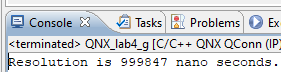 Console Tasks Problems Ex
<terminated> QNX_lab4_g [C/C++ QNX QConn (IP)
Resolution is 999847 nano seconds.